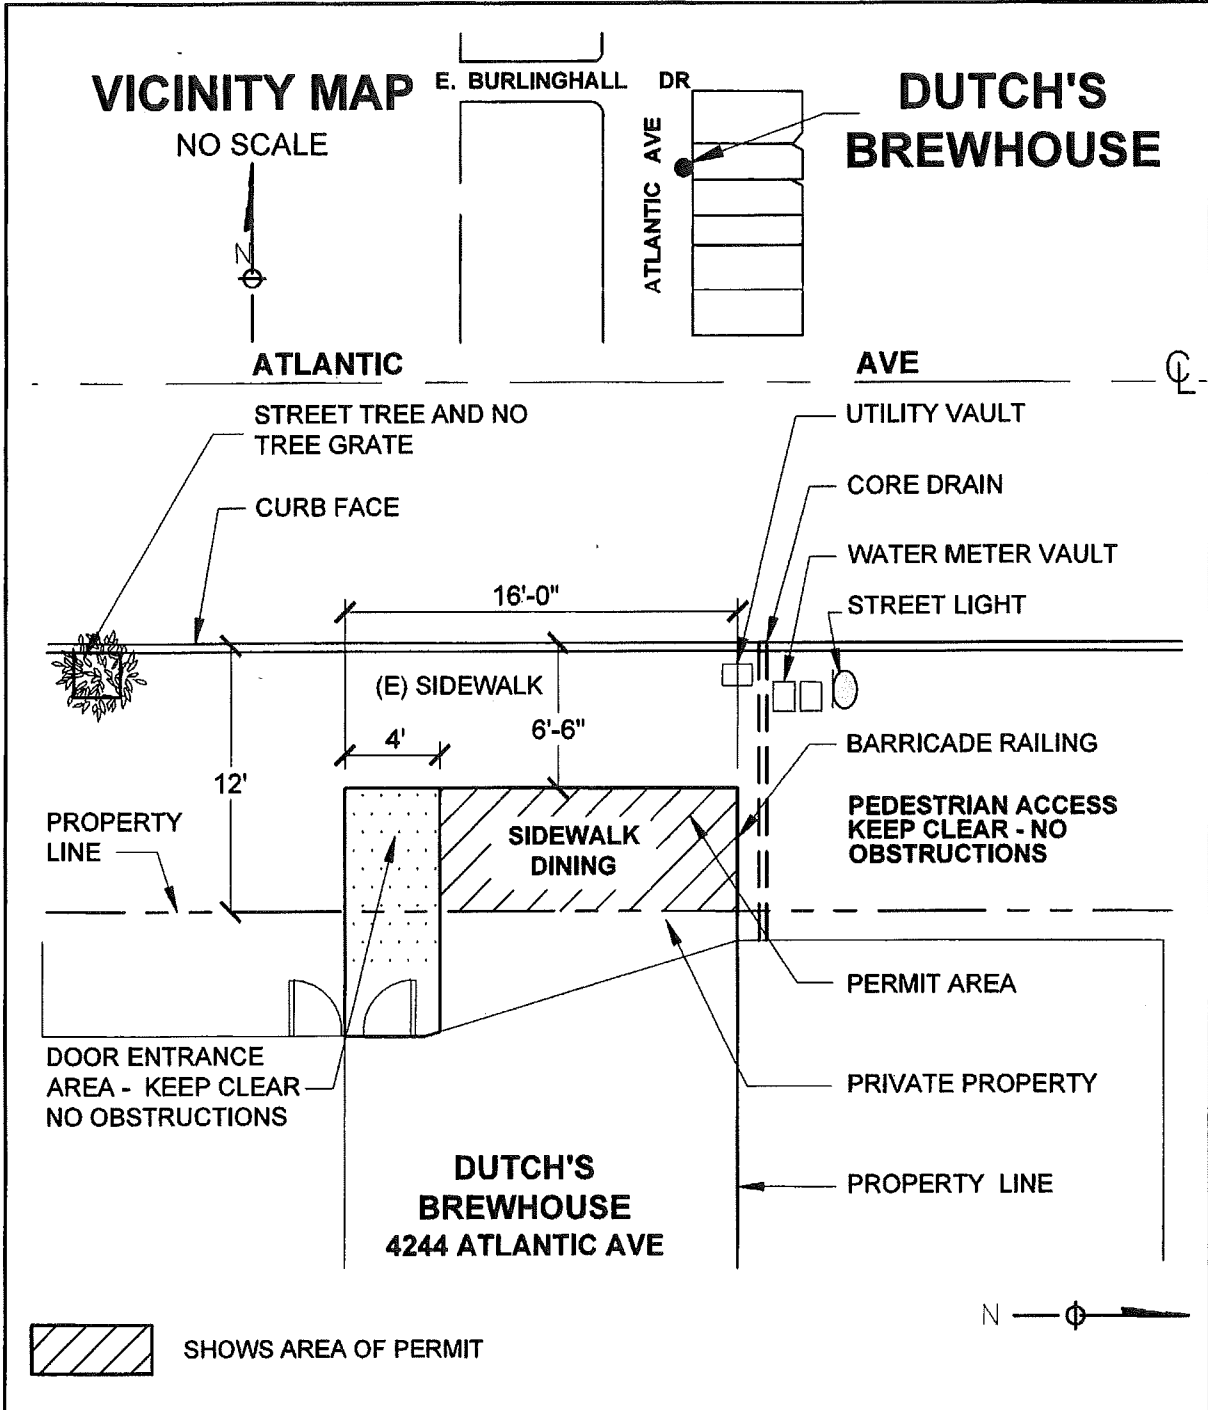 VICINITY MAP
NO SCALE
N
E. BURLINGHALL DR
ATLANTIC AVE
DUTCH'S
BREWHOUSE
ATLANTIC AVE
CL
STREET TREE AND NO
TREE GRATE
CURB FACE
UTILITY VAULT
CORE DRAIN
WATER METER VAULT
STREET LIGHT
16'-0"
(E) SIDEWALK
6'-6"
4'
12'
BARRICADE RAILING
PEDESTRIAN ACCESS
KEEP CLEAR - NO
OBSTRUCTIONS
PROPERTY
LINE
SIDEWALK
DINING
PERMIT AREA
DOOR ENTRANCE
AREA - KEEP CLEAR
NO OBSTRUCTIONS
PRIVATE PROPERTY
PROPERTY LINE
DUTCH'S
BREWHOUSE
4244 ATLANTIC AVE
N
SHOWS AREA OF PERMIT